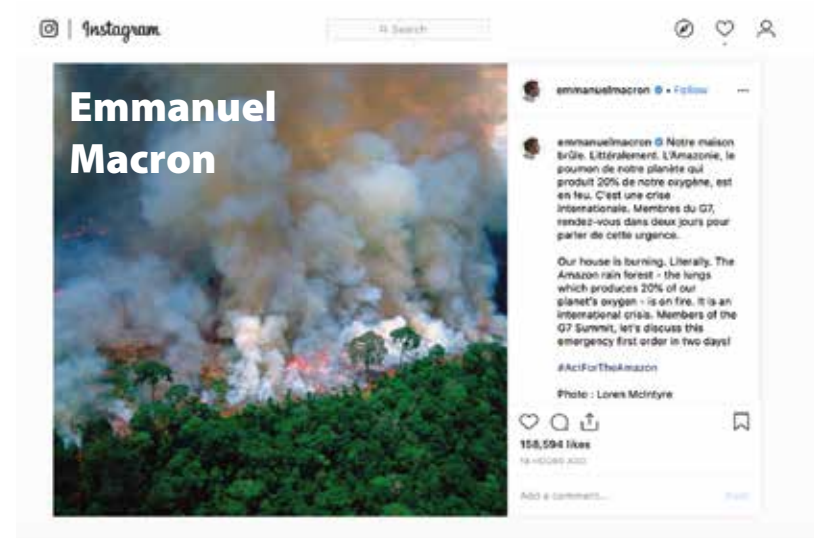 Instagram
Search
Emmanuel
Macron
emmanuelmacron • Follow
emmanuelmacron Notre maison
brûle. Littéralement. L'Amazonie, le
poumon de notre planète qui
produit 20% de notre oxygène, est
en feu. C'est une crise
internationale. Membres du G7,
rendez-vous dans deux jours pour
parler de cette urgence.
Our house is burning. Literally. The
Amazon rain forest - the lungs
which produces 20% of our
planet's oxygen - is on fire. It is an
international crisis. Members of the
G7 Summit, let's discuss this
emergency first order in two days!
#ActForTheAmazon
Photo : Loren McIntyre
158,594 likes
HOURS AGO
Add a comment...